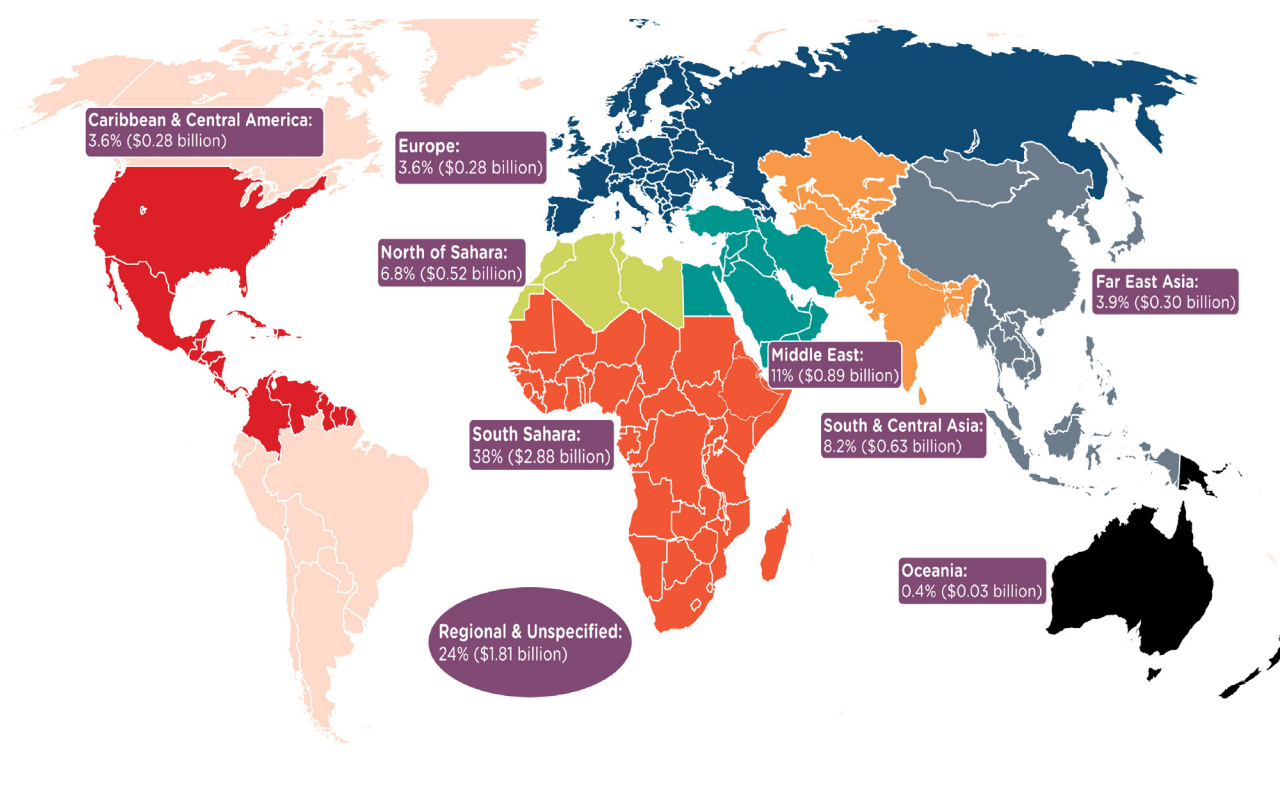 Caribbean & Central America:
3.6% ($0.28 billion)
Europe:
3.6% ($0.28 billion)
North of Sahara:
6.8% ($0.52 billion)
Far East Asia:
3.9% ($0.30 billion)
Middle East:
11% ($0.89 billion)
South & Central Asia:
8.2% ($0.63 billion)
South Sahara:
38% ($2.88 billion)
Oceania:
0.4% ($0.03 billion)
Regional & Unspecified:
24% ($1.81 billion)